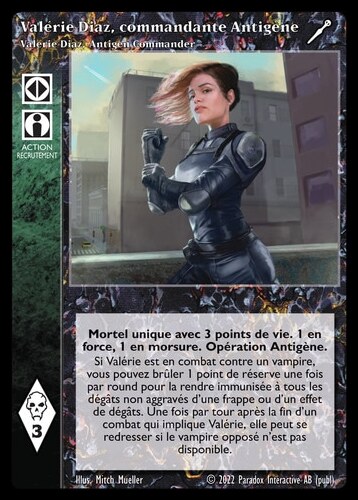 Valérie Diaz, commandante Antigène
Valerie Diaz, Antigen Commander
ACTION
RECRUTEMENT
Mortel unique avec 3 points de vie. 1 en
force, 1 en morsure. Opération Antigène.
Si Valérie est en combat contre un vampire,
vous pouvez brûler 1 point de réserve une fois
par round pour la rendre immunisée à tous les
dégâts non aggravés d'une frappe ou d'un effet
de dégâts. Une fois par tour après la fin d'un
combat qui implique Valérie, elle peut se
redresser si le vampire opposé n'est pas
disponible.
3
Illus. Mitch Mueller © 2022 Paradox Interactive AB (publ)